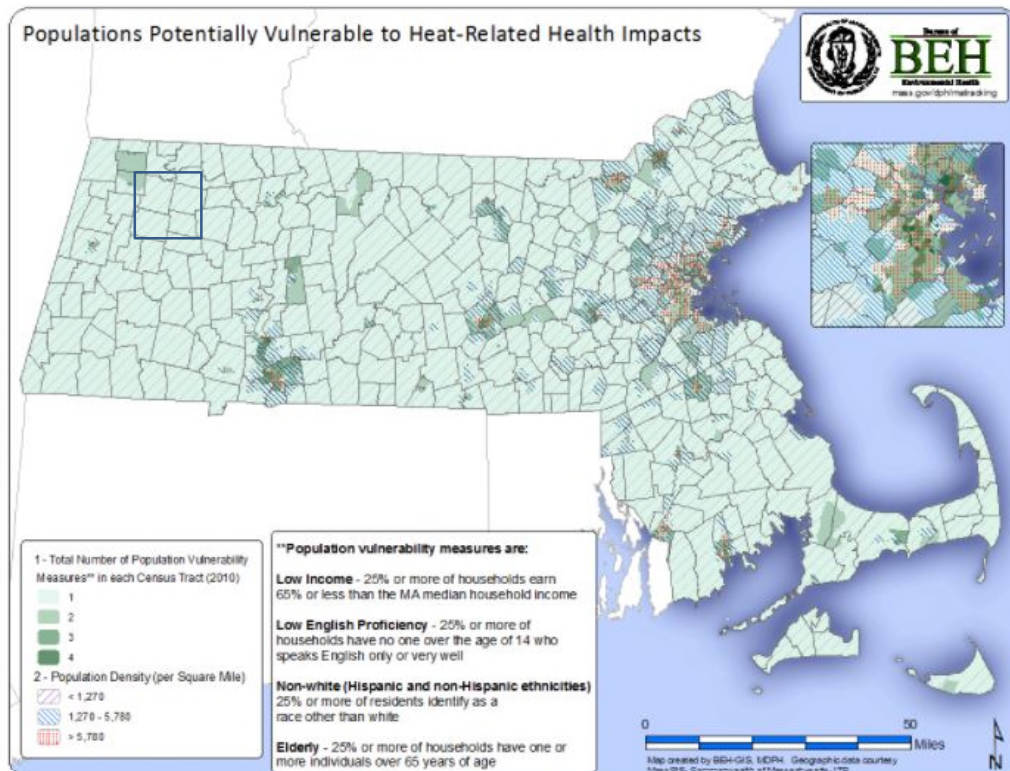 Populations Potentially Vulnerable to Heat-Related Health Impacts
Bureau of
BEH
Environmental Health
mass.gov/dph/matracking
1 - Total Number of Population Vulnerability
Measures** in each Census Tract (2010)
1
2
3
4
2 - Population Density (per Square Mile)
< 1,270
1,270 - 5,780
> 5,780
**Population vulnerability measures are:
Low Income - 25% or more of households earn
65% or less than the MA median household income
Low English Proficiency - 25% or more of
households have no one over the age of 14 who
speaks English only or very well
Non-white (Hispanic and non-Hispanic ethnicities)
25% or more of residents identify as a
race other than white
Elderly - 25% or more of households have one or
more individuals over 65 years of age
0 50
Miles
Map created by BEH-GIS, MDPH. Geographic data courtesy